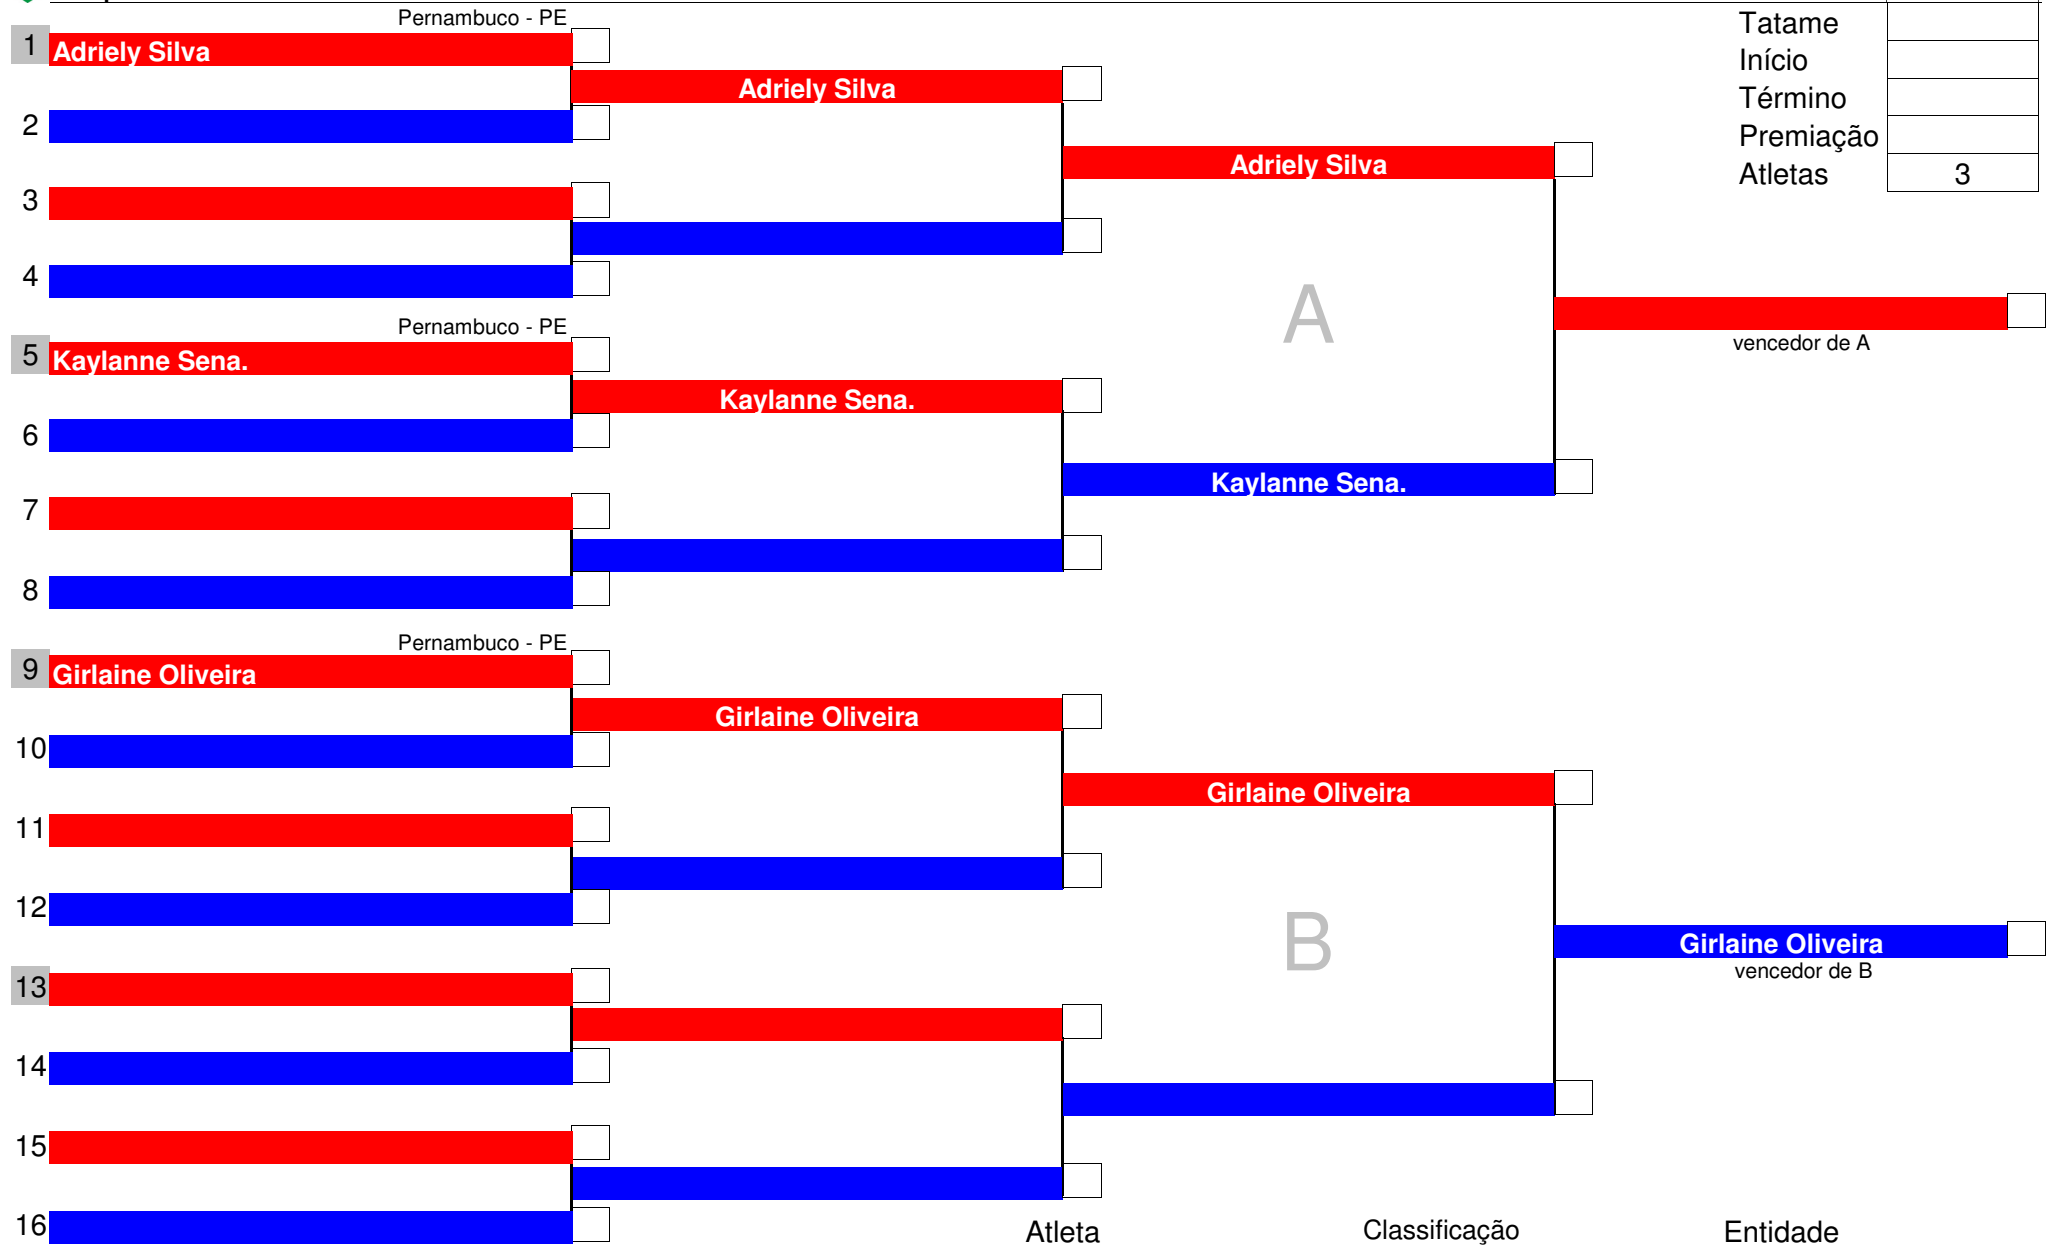 Pernambuco - PE
Tatame
1 Adriely Silva
Adriely Silva
Início
Término
2
Premiação
Adriely Silva
Atletas 3
3
4
A
Pernambuco - PE
vencedor de A
5 Kaylanne Sena.
Kaylanne Sena.
6
Kaylanne Sena.
7
8
Pernambuco - PE
9 Girlaine Oliveira
Girlaine Oliveira
10
Girlaine Oliveira
11
12
B
Girlaine Oliveira
vencedor de B
13
14
15
16
Atleta Classificação Entidade